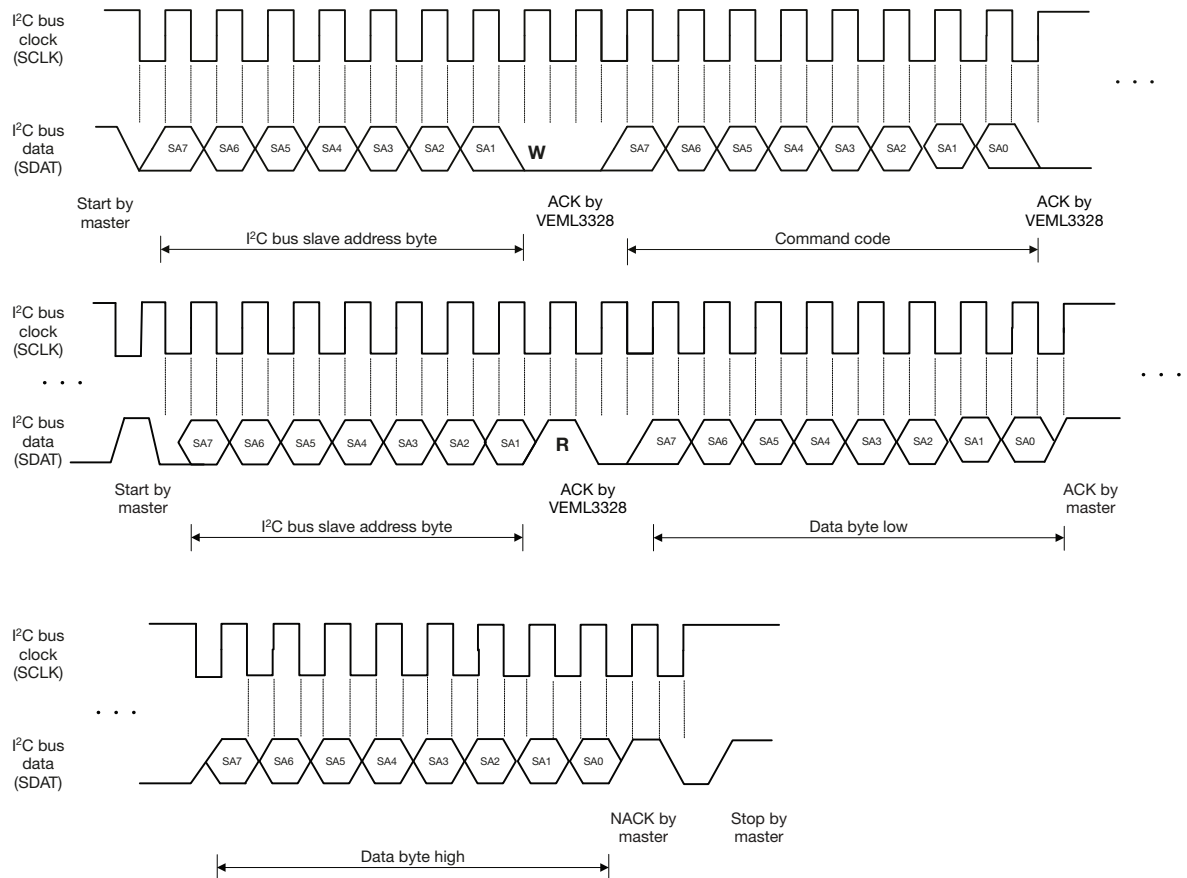 I²C bus
clock
(SCLK)
. . .
I²C bus
data
(SDAT)
SA7 SA6 SA5 SA4 SA3 SA2 SA1 W SA7 SA6 SA5 SA4 SA3 SA2 SA1 SA0
Start by
master
ACK by
VEML3328
ACK by
VEML3328
I²C bus slave address byte
Command code
I²C bus
clock
(SCLK)
. . .
. . .
I²C bus
data
(SDAT)
SA7 SA6 SA5 SA4 SA3 SA2 SA1 R SA7 SA6 SA5 SA4 SA3 SA2 SA1 SA0
Start by
master
ACK by
VEML3328
ACK by
master
I²C bus slave address byte
Data byte low
I²C bus
clock
(SCLK)
. . .
I²C bus
data
(SDAT)
SA7 SA6 SA5 SA4 SA3 SA2 SA1 SA0
NACK by
master
Stop by
master
Data byte high